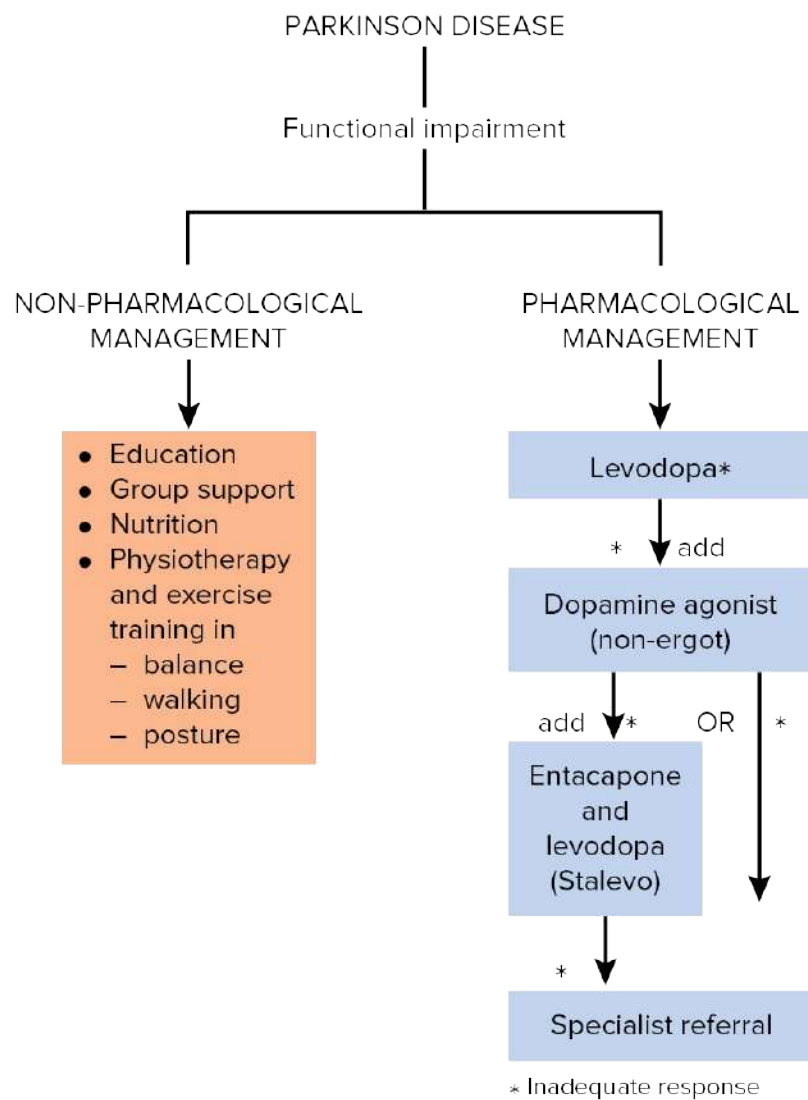 PARKINSON DISEASE
Functional impairment
NON-PHARMACOLOGICAL
MANAGEMENT
● Education
● Group support
● Nutrition
● Physiotherapy
and exercise
training in
– balance
– walking
– posture
PHARMACOLOGICAL
MANAGEMENT
Levodopa*
* add
Dopamine agonist
(non-ergot)
add * OR *
Entacapone
and
levodopa
(Stalevo)
*
Specialist referral
* Inadequate response